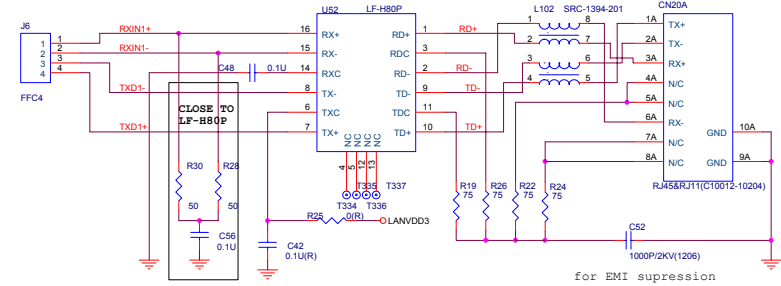 U52 LF-H80P L102 SRC-1394-201 CN20A
J6
1
2
3
4
FFC4
RXIN1+
RXIN1-
TXD1-
TXD1+
16 RX+ RD+ 1 RD+
15 RX- RDC 3
14 RXC RD- 2 RD-
8 TX- TD- 9 TD-
6 TXC TDC 11
7 TX+ TD+ 10 TD+
NC NC NC NC
4 5 12 13
C48 0.1U
CLOSE TO
LF-H80P
R30 R28
50 50
C56
0.1U
T335 T337
T334 T336
R25 0(R) LANVDD3
C42
0.1U(R)
1 8
2 7
3 6
4 5
1A TX+
2A TX-
3A RX+
4A N/C
5A N/C
6A RX-
7A N/C
8A N/C
GND 10A
GND 9A
RJ45&RJ11(C10012-10204)
R19 R26 R22 R24
75 75 75 75
C52
1000P/2KV(1206)
for EMI supression